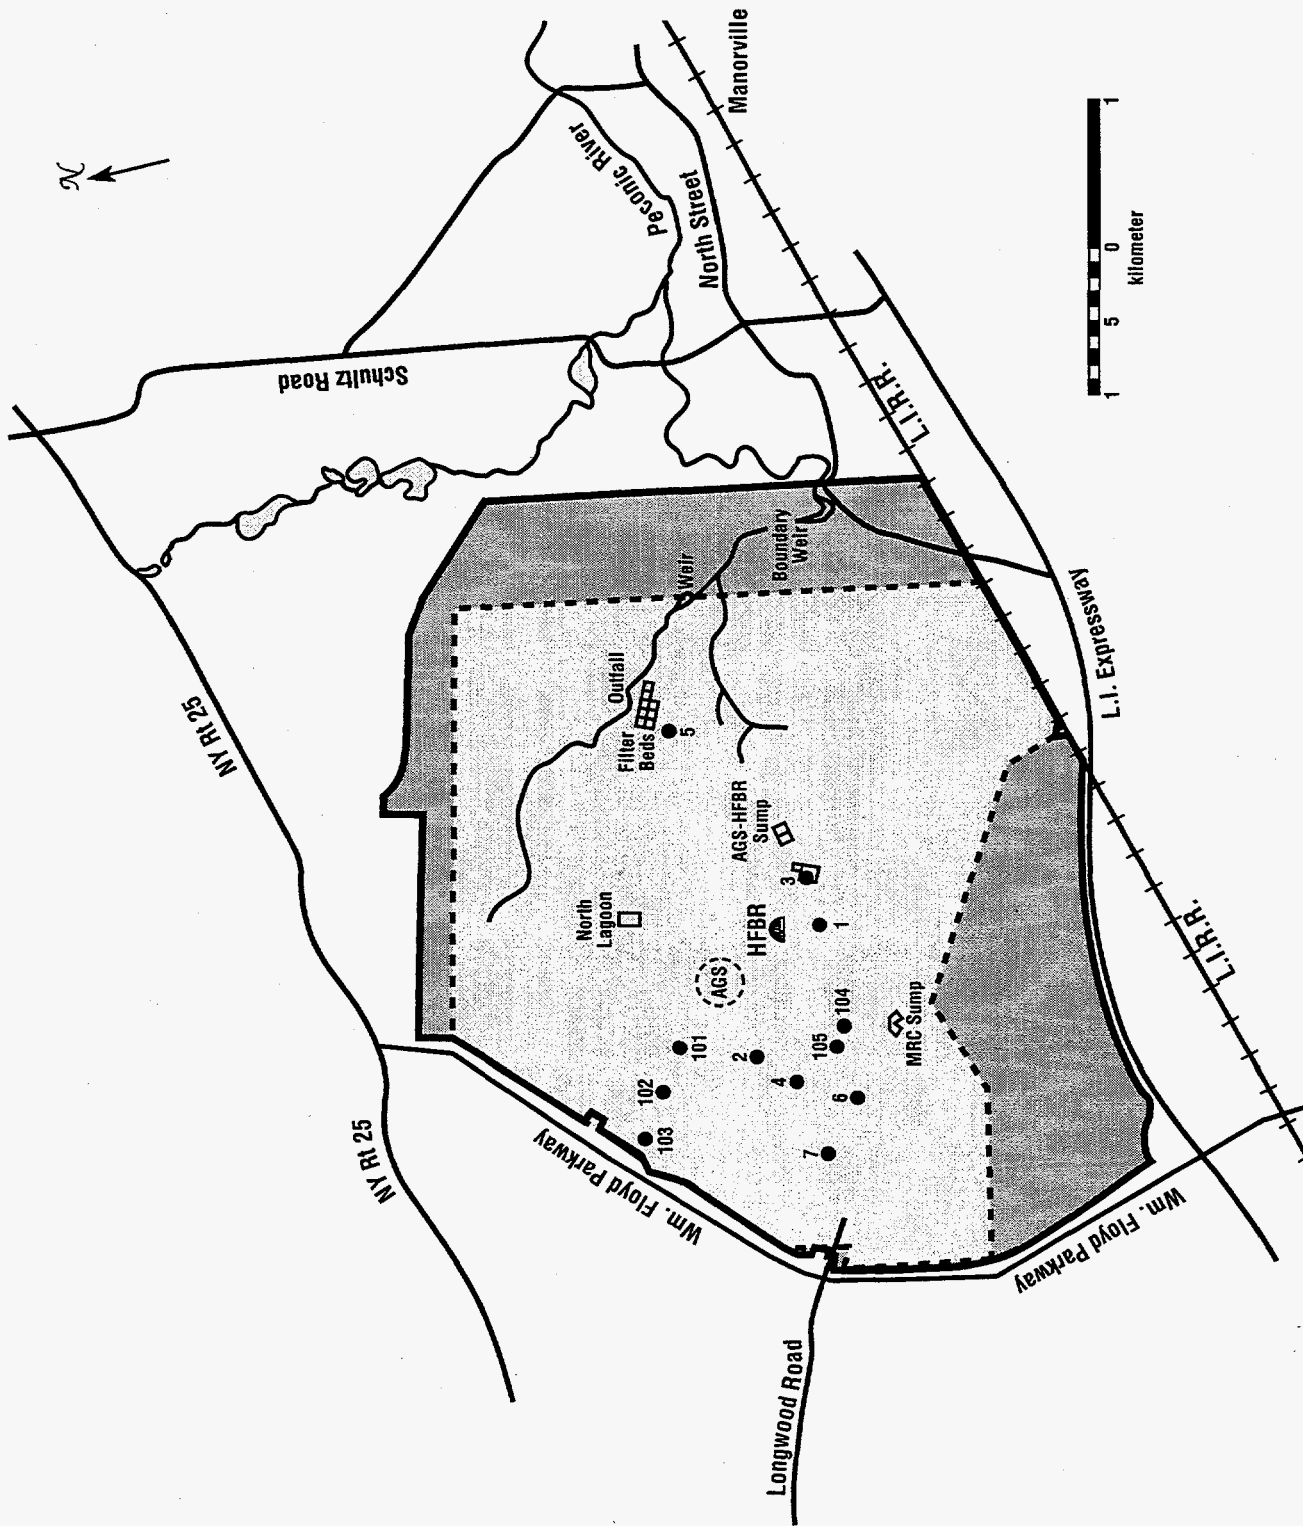 N
NY Rt 25
NY Rt 25
Schultz Road
Peconic River
North Street
Manorville
L.I.R.R.
L.I. Expressway
L.I.R.R.
Wm. Floyd Parkway
Wm. Floyd Parkway
Longwood Road
Boundary
Weir
Weir
Outfall
Filter
Beds
5
North
Lagoon
AGS-HFBR
Sump
3
HFBR
1
AGS
101
102
103
2
4
105
104
6
7
MRC Sump
1 5 0 1
kilometer